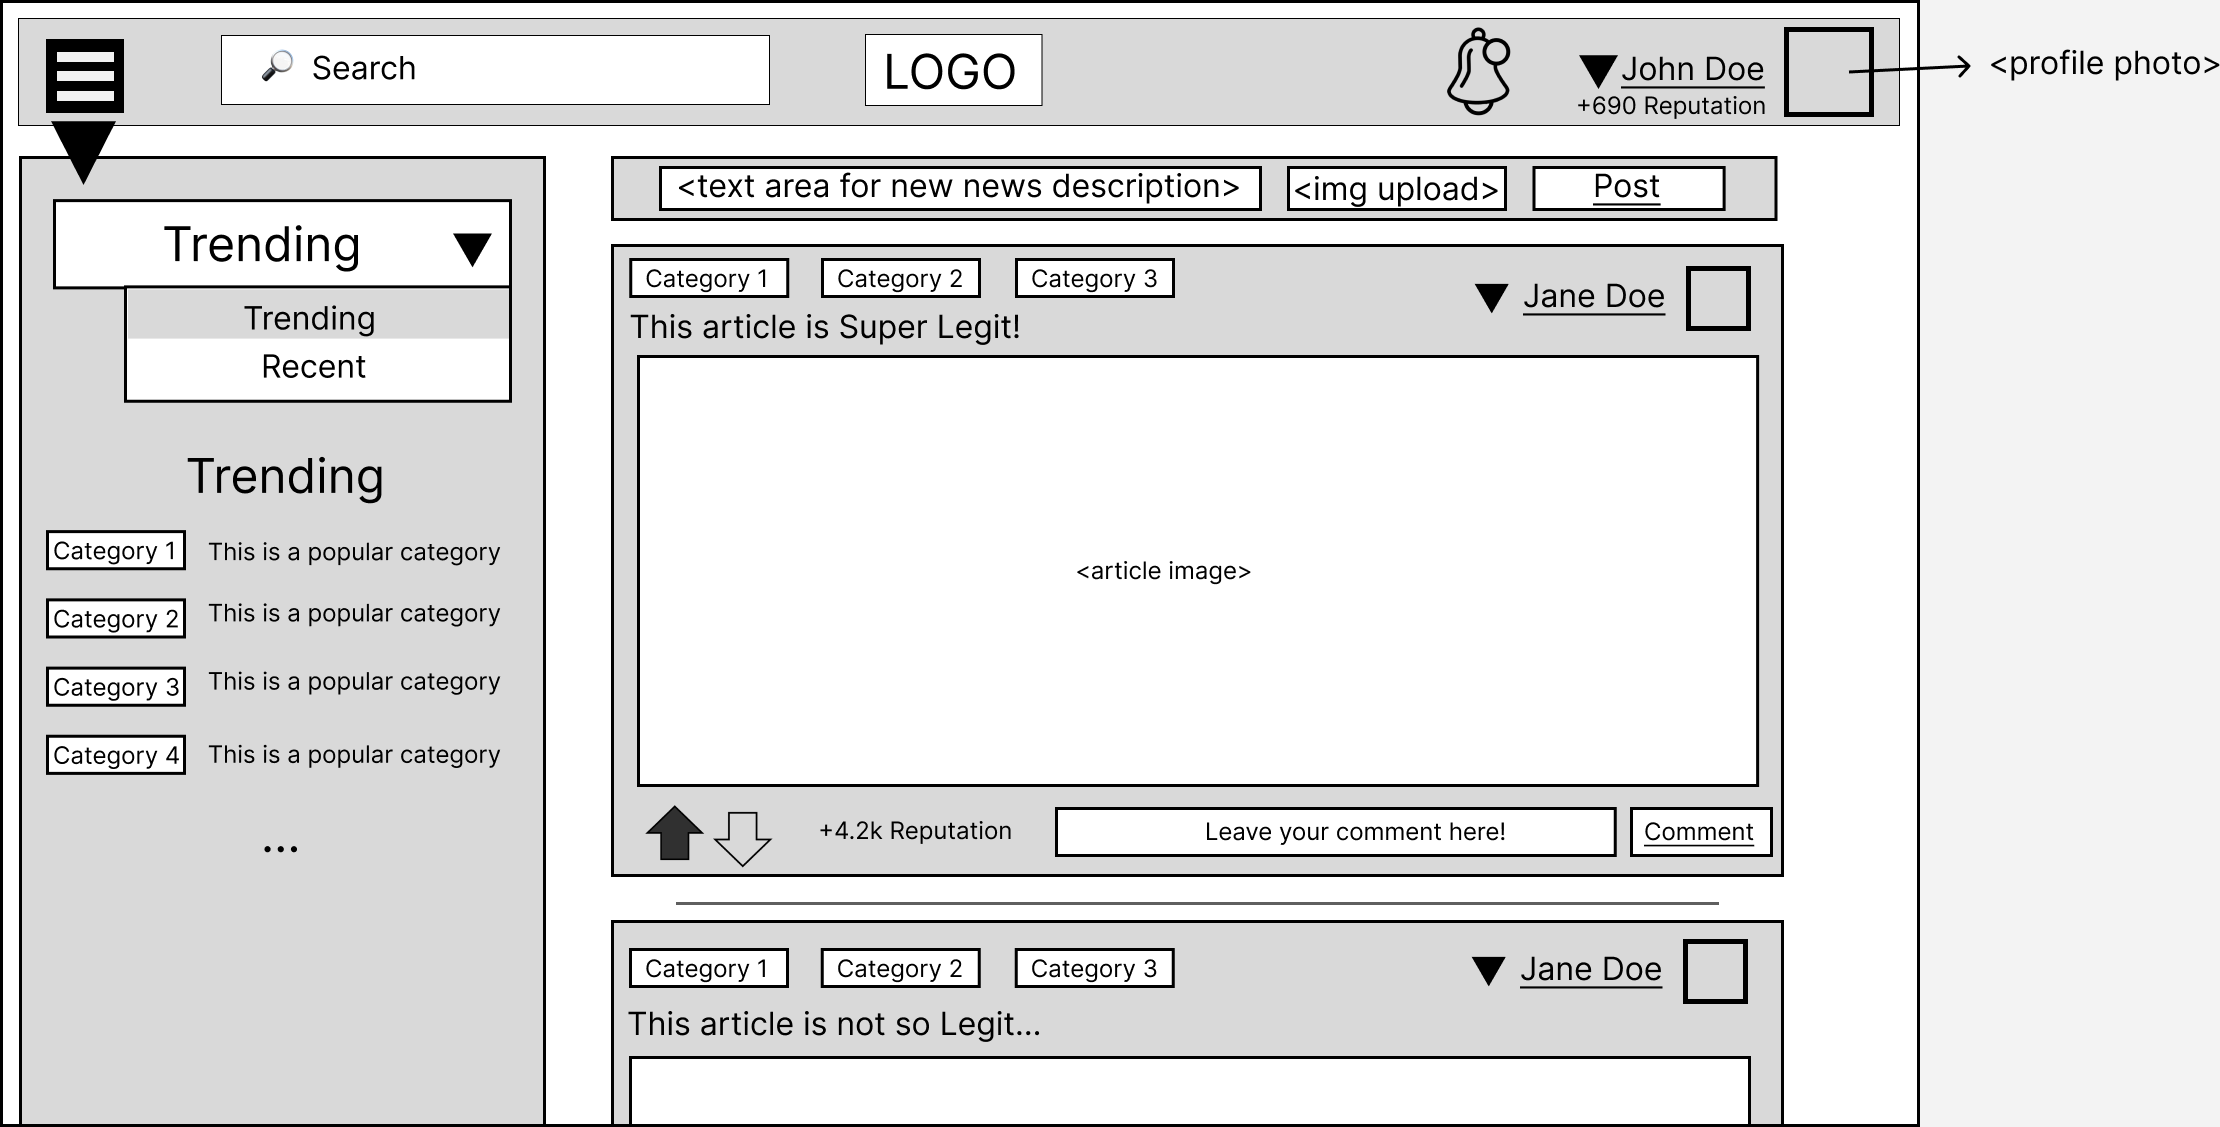 Search
LOGO
John Doe
+690 Reputation
<profile photo>
<text area for new news description>
<img upload>
Post
Trending
Trending
Recent
Trending
Category 1 This is a popular category
Category 2 This is a popular category
Category 3 This is a popular category
Category 4 This is a popular category
...
Category 1 Category 2 Category 3
Jane Doe
This article is Super Legit!
<article image>
+4.2k Reputation
Leave your comment here!
Comment
Category 1 Category 2 Category 3
Jane Doe
This article is not so Legit...